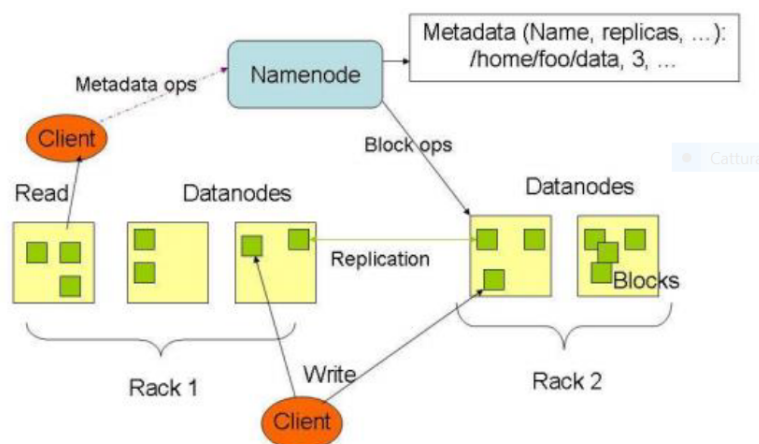 Metadata (Name, replicas, ...):
/home/foo/data, 3, ...
Namenode
Metadata ops
Client
Block ops
Cattura
Read
Datanodes
Datanodes
Replication
Blocks
Rack 1
Write
Rack 2
Client